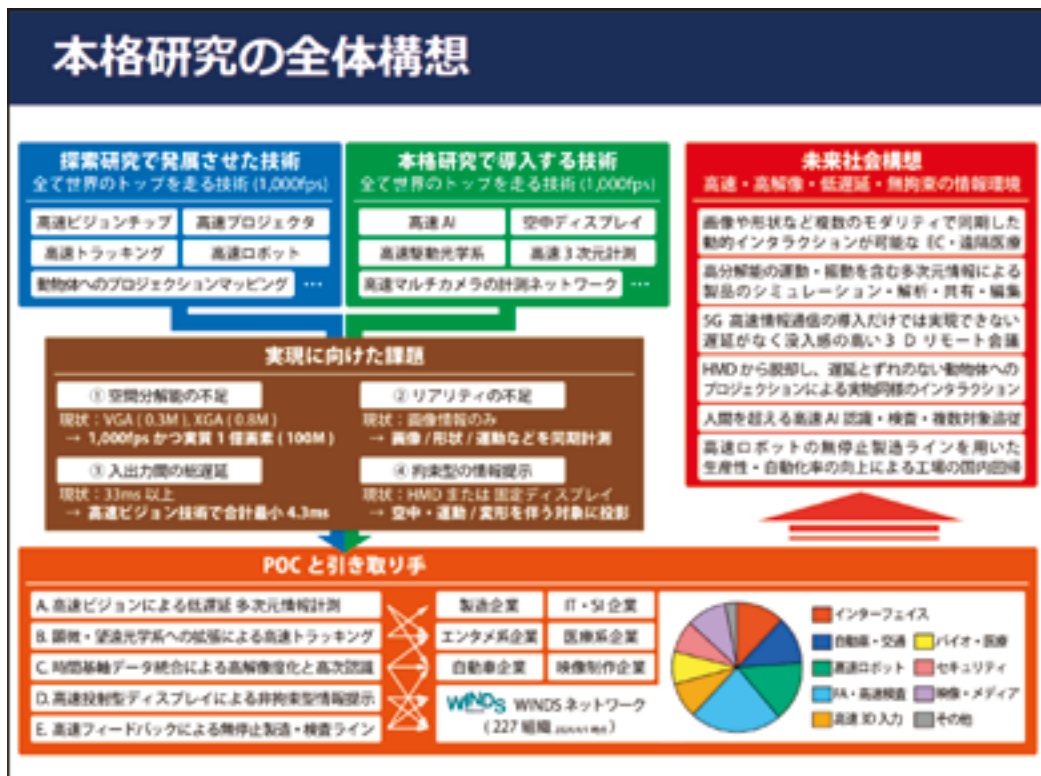 本格研究の全体構想
探索研究で発展させた技術
全て世界のトップを走る技術 (1,000fps)
高速ビジョンチップ
高速プロジェクタ
高速トラッキング
高速ロボット
動物体へのプロジェクションマッピング
…
本格研究で導入する技術
全て世界のトップを走る技術 (1,000fps)
高速 AI
空中ディスプレイ
高速駆動光学系
高速 3 次元計測
高速マルチカメラの計測ネットワーク
…
実現に向けた課題
① 空間分解能の不足
現状：VGA ( 0.3M ), XGA ( 0.8M )
→ 1,000fps かつ実質 1 億画素 ( 100M )
② リアリティの不足
現状：画像情報のみ
→ 画像 / 形状 / 運動などを同期計測
③ 入出力間の総遅延
現状：33ms 以上
→ 高速ビジョン技術で合計最小 4.3ms
④ 拘束型の情報提示
現状：HMD または 固定ディスプレイ
→ 空中・運動 / 変形を伴う対象に投影
未来社会構想
高速・高解像・低遅延・無拘束の情報環境
画像や形状など複数のモダリティで同期した
動的インタラクションが可能な EC・遠隔医療
高分解能の運動・振動を含む多次元情報による
製品のシミュレーション・解析・共有・編集
5G 高速情報通信の導入だけでは実現できない
遅延がなく没入感の高い 3 D リモート会議
HMD から脱却し、遅延とずれのない動物体への
プロジェクションによる実物同様のインタラクション
人間を超える高速 AI 認識・検査・複数対象追従
高速ロボットの無停止製造ラインを用いた
生産性・自動化率の向上による工場の国内回帰
POC と引き取り手
A. 高速ビジョンによる低遅延 多次元情報計測
B. 顕微・望遠光学系への拡張による高速トラッキング
C. 時間基軸データ統合による高解像度化と高次認識
D. 高速投射型ディスプレイによる非拘束型情報提示
E. 高速フィードバックによる無停止製造・検査ライン
製造企業
IT・SI 企業
エンタメ系企業
医療系企業
自動車企業
映像制作企業
WINDS WINDS ネットワーク
( 227 組織 )
インターフェイス
自動車・交通
バイオ・医療
高速ロボット
セキュリティ
FA・高速検査
映像・メディア
高速 3D 入力
その他